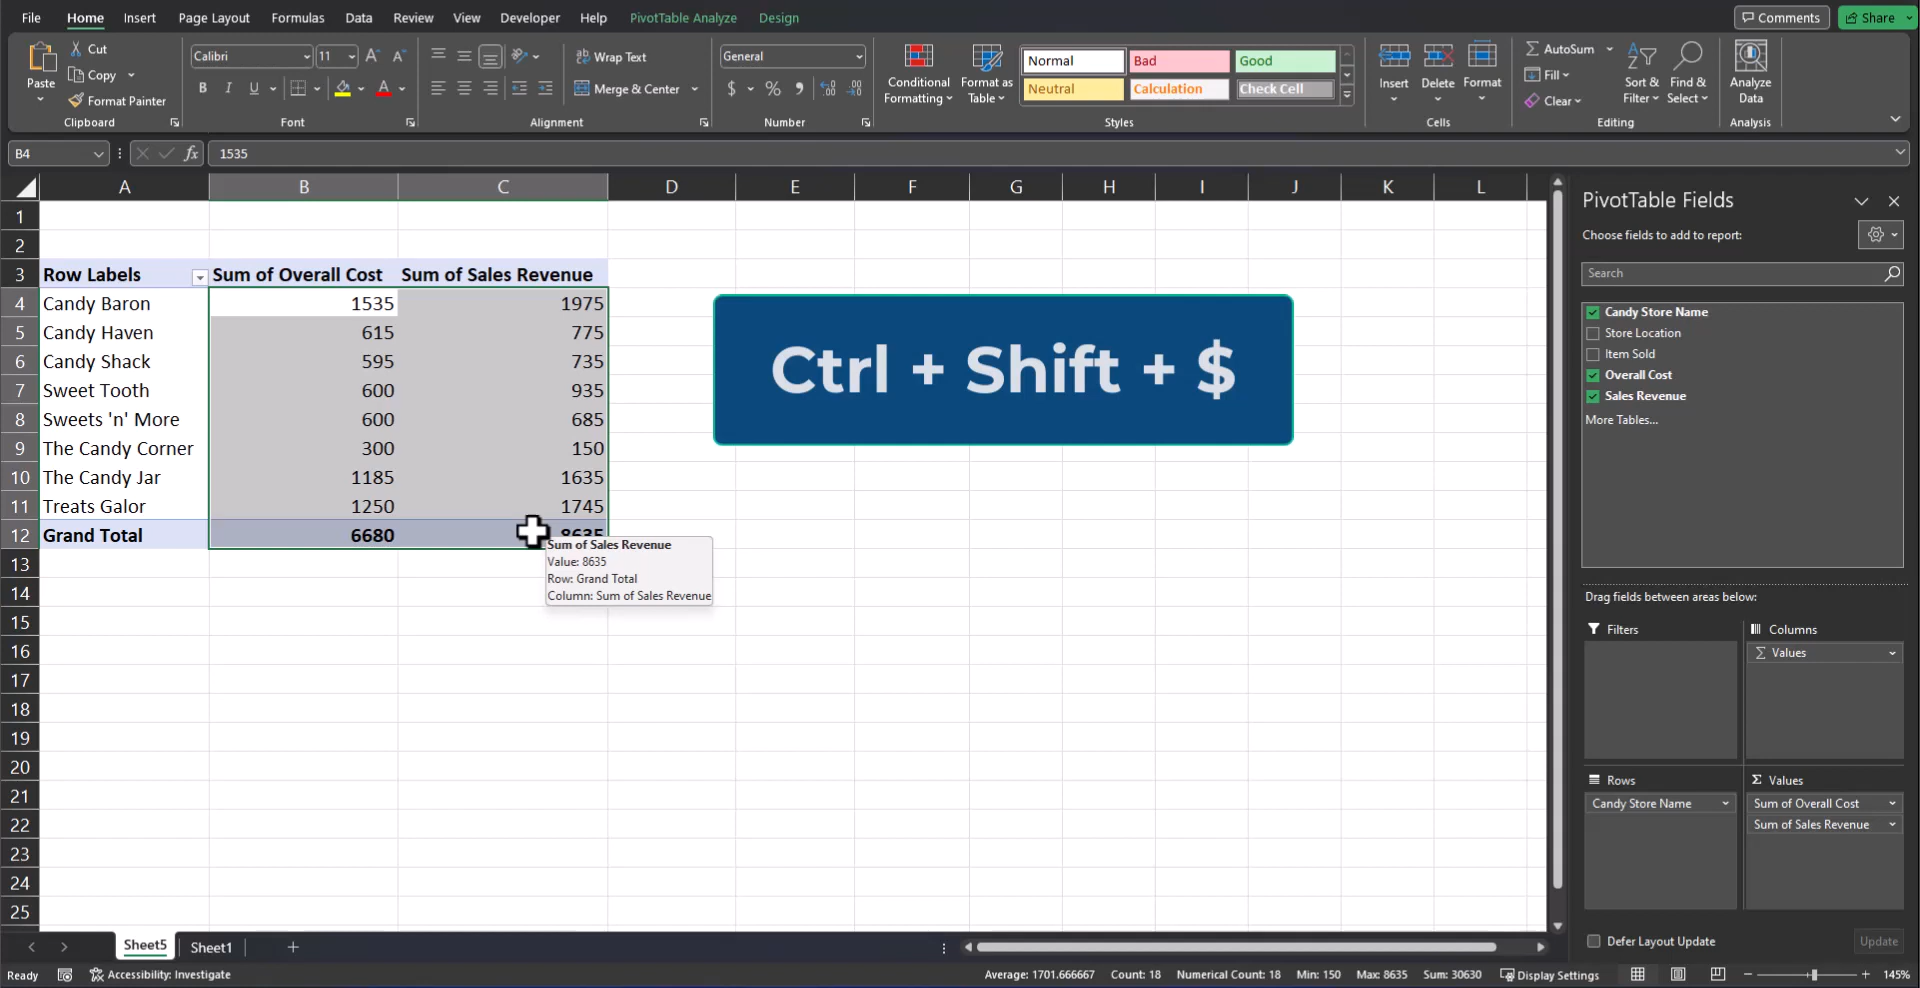 File Home Insert Page Layout Formulas Data Review View Developer Help PivotTable Analyze Design Comments Share
Paste Cut Copy Format Painter Clipboard
Calibri 11 B I U A Font
Wrap Text Merge & Center Alignment
General $ % Number
Conditional Formatting Format as Table
Normal Bad Good
Neutral Calculation Check Cell
Styles
Insert Delete Format Cells
AutoSum Fill Clear Sort & Filter Find & Select Editing
Analyze Data Analysis
B4 fx 1535
A B C D E F G H I J K L
1
2
3 Row Labels Sum of Overall Cost Sum of Sales Revenue
4 Candy Baron 1535 1975
5 Candy Haven 615 775
6 Candy Shack 595 735
7 Sweet Tooth 600 935
8 Sweets 'n' More 600 685
9 The Candy Corner 300 150
10 The Candy Jar 1185 1635
11 Treats Galor 1250 1745
12 Grand Total 6680 8635
13
14
15
16
17
18
19
20
21
22
23
24
25
Sum of Sales Revenue
Value: 8635
Row: Grand Total
Column: Sum of Sales Revenue
Ctrl + Shift + $
PivotTable Fields
Choose fields to add to report:
Search
Candy Store Name
Store Location
Item Sold
Overall Cost
Sales Revenue
More Tables...
Drag fields between areas below:
Filters Columns
Σ Values
Rows Σ Values
Candy Store Name Sum of Overall Cost
Sum of Sales Revenue
Defer Layout Update Update
Sheet5 Sheet1
Ready Accessibility: Investigate Average: 1701.666667 Count: 18 Numerical Count: 18 Min: 150 Max: 8635 Sum: 30630 Display Settings 145%